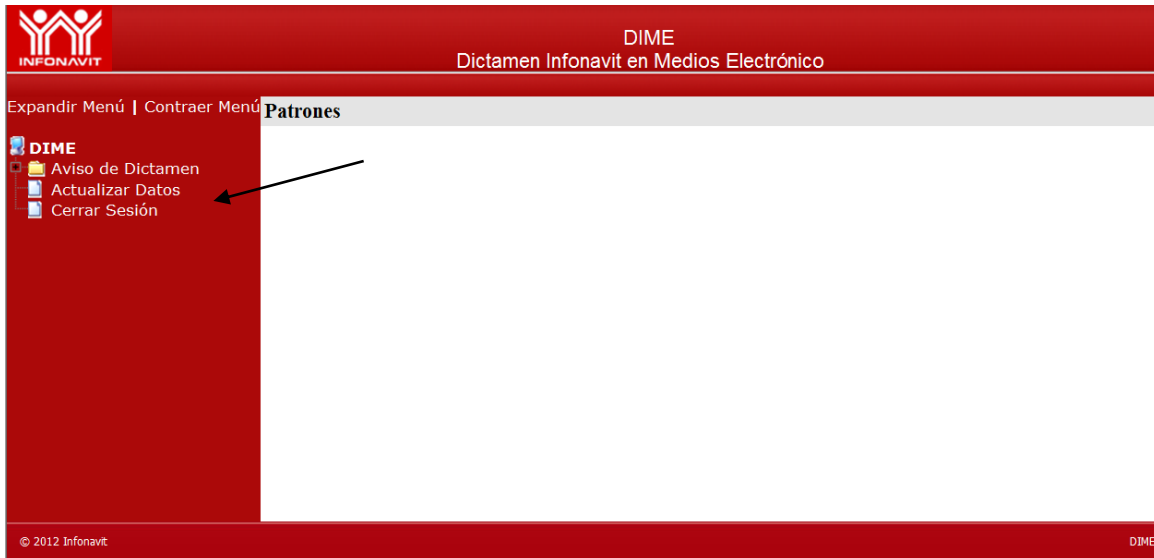 INFONAVIT
DIME
Dictamen Infonavit en Medios Electrónico
Expandir Menú | Contraer Menú
Patrones
DIME
Aviso de Dictamen
Actualizar Datos
Cerrar Sesión
© 2012 Infonavit
DIME